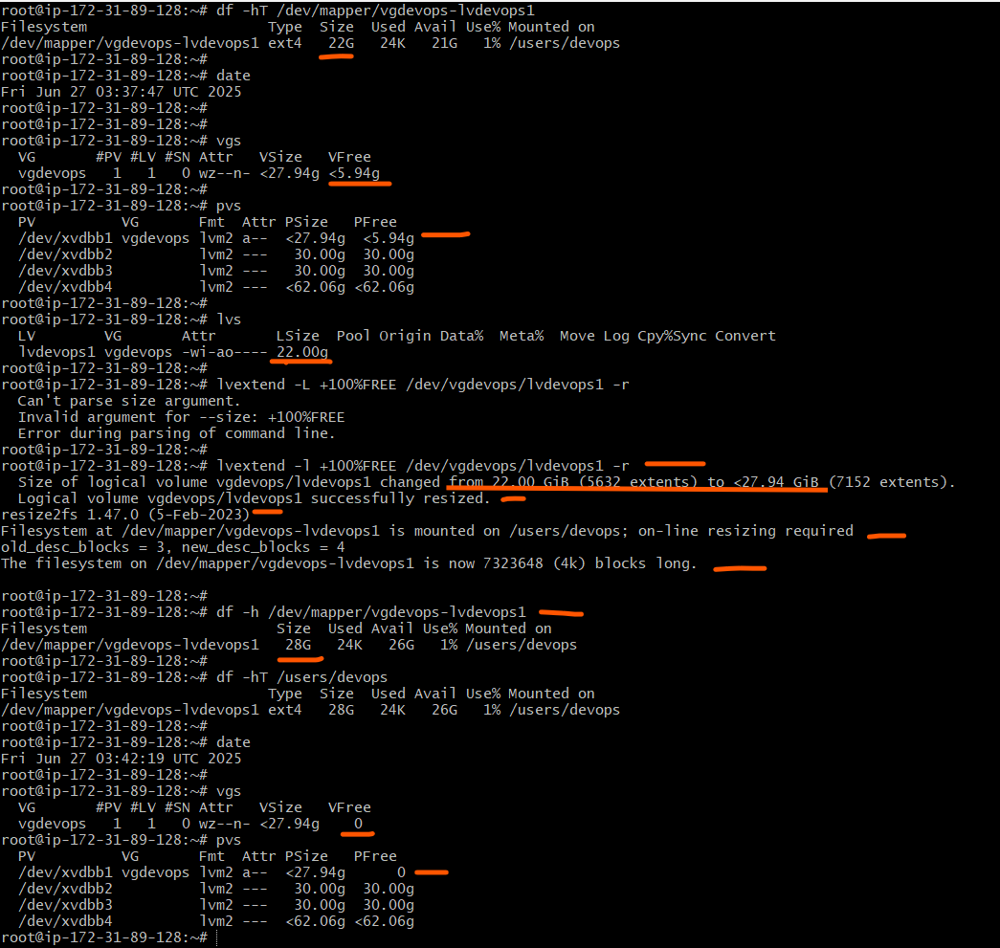 root@ip-172-31-89-128:~# df -hT /dev/mapper/vgdevops-lvdevops1
Filesystem                     Type  Size  Used Avail Use% Mounted on
/dev/mapper/vgdevops-lvdevops1 ext4   22G   24K   21G   1% /users/devops
root@ip-172-31-89-128:~#
root@ip-172-31-89-128:~# date
Fri Jun 27 03:37:47 UTC 2025
root@ip-172-31-89-128:~#
root@ip-172-31-89-128:~#
root@ip-172-31-89-128:~# vgs
  VG       #PV #LV #SN Attr   VSize   VFree
  vgdevops   1   1   0 wz--n- <27.94g <5.94g
root@ip-172-31-89-128:~#
root@ip-172-31-89-128:~# pvs
  PV          VG       Fmt  Attr PSize   PFree
  /dev/xvdbb1 vgdevops lvm2 a--  <27.94g  <5.94g
  /dev/xvdbb2          lvm2 ---   30.00g  30.00g
  /dev/xvdbb3          lvm2 ---   30.00g  30.00g
  /dev/xvdbb4          lvm2 ---  <62.06g <62.06g
root@ip-172-31-89-128:~#
root@ip-172-31-89-128:~# lvs
  LV        VG       Attr       LSize  Pool Origin Data%  Meta%  Move Log Cpy%Sync Convert
  lvdevops1 vgdevops -wi-ao---- 22.00g
root@ip-172-31-89-128:~#
root@ip-172-31-89-128:~# lvextend -L +100%FREE /dev/vgdevops/lvdevops1 -r
  Can't parse size argument.
  Invalid argument for --size: +100%FREE
  Error during parsing of command line.
root@ip-172-31-89-128:~#
root@ip-172-31-89-128:~# lvextend -l +100%FREE /dev/vgdevops/lvdevops1 -r
  Size of logical volume vgdevops/lvdevops1 changed from 22.00 GiB (5632 extents) to <27.94 GiB (7152 extents).
  Logical volume vgdevops/lvdevops1 successfully resized.
resize2fs 1.47.0 (5-Feb-2023)
Filesystem at /dev/mapper/vgdevops-lvdevops1 is mounted on /users/devops; on-line resizing required
old_desc_blocks = 3, new_desc_blocks = 4
The filesystem on /dev/mapper/vgdevops-lvdevops1 is now 7323648 (4k) blocks long.
root@ip-172-31-89-128:~#
root@ip-172-31-89-128:~# df -h /dev/mapper/vgdevops-lvdevops1
Filesystem                      Size  Used Avail Use% Mounted on
/dev/mapper/vgdevops-lvdevops1   28G   24K   26G   1% /users/devops
root@ip-172-31-89-128:~#
root@ip-172-31-89-128:~# df -hT /users/devops
Filesystem                     Type  Size  Used Avail Use% Mounted on
/dev/mapper/vgdevops-lvdevops1 ext4   28G   24K   26G   1% /users/devops
root@ip-172-31-89-128:~#
root@ip-172-31-89-128:~# date
Fri Jun 27 03:42:19 UTC 2025
root@ip-172-31-89-128:~#
root@ip-172-31-89-128:~# vgs
  VG       #PV #LV #SN Attr   VSize   VFree
  vgdevops   1   1   0 wz--n- <27.94g    0
root@ip-172-31-89-128:~# pvs
  PV          VG       Fmt  Attr PSize   PFree
  /dev/xvdbb1 vgdevops lvm2 a--  <27.94g      0
  /dev/xvdbb2          lvm2 ---   30.00g  30.00g
  /dev/xvdbb3          lvm2 ---   30.00g  30.00g
  /dev/xvdbb4          lvm2 ---  <62.06g <62.06g
root@ip-172-31-89-128:~#